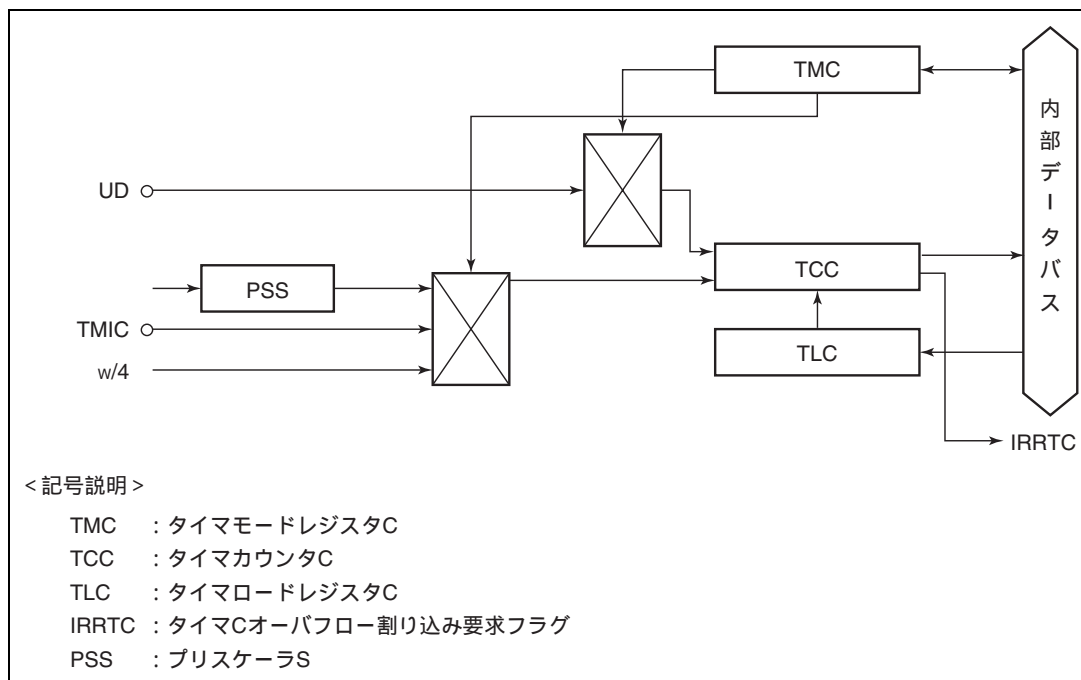 TMC
内部データバス
UD
TCC
PSS
TMIC
TLC
w/4
IRRTC
<記号説明>
TMC : タイマモードレジスタC
TCC : タイマカウンタC
TLC : タイマロードレジスタC
IRRTC : タイマCオーバフロー割り込み要求フラグ
PSS : プリスケーラS